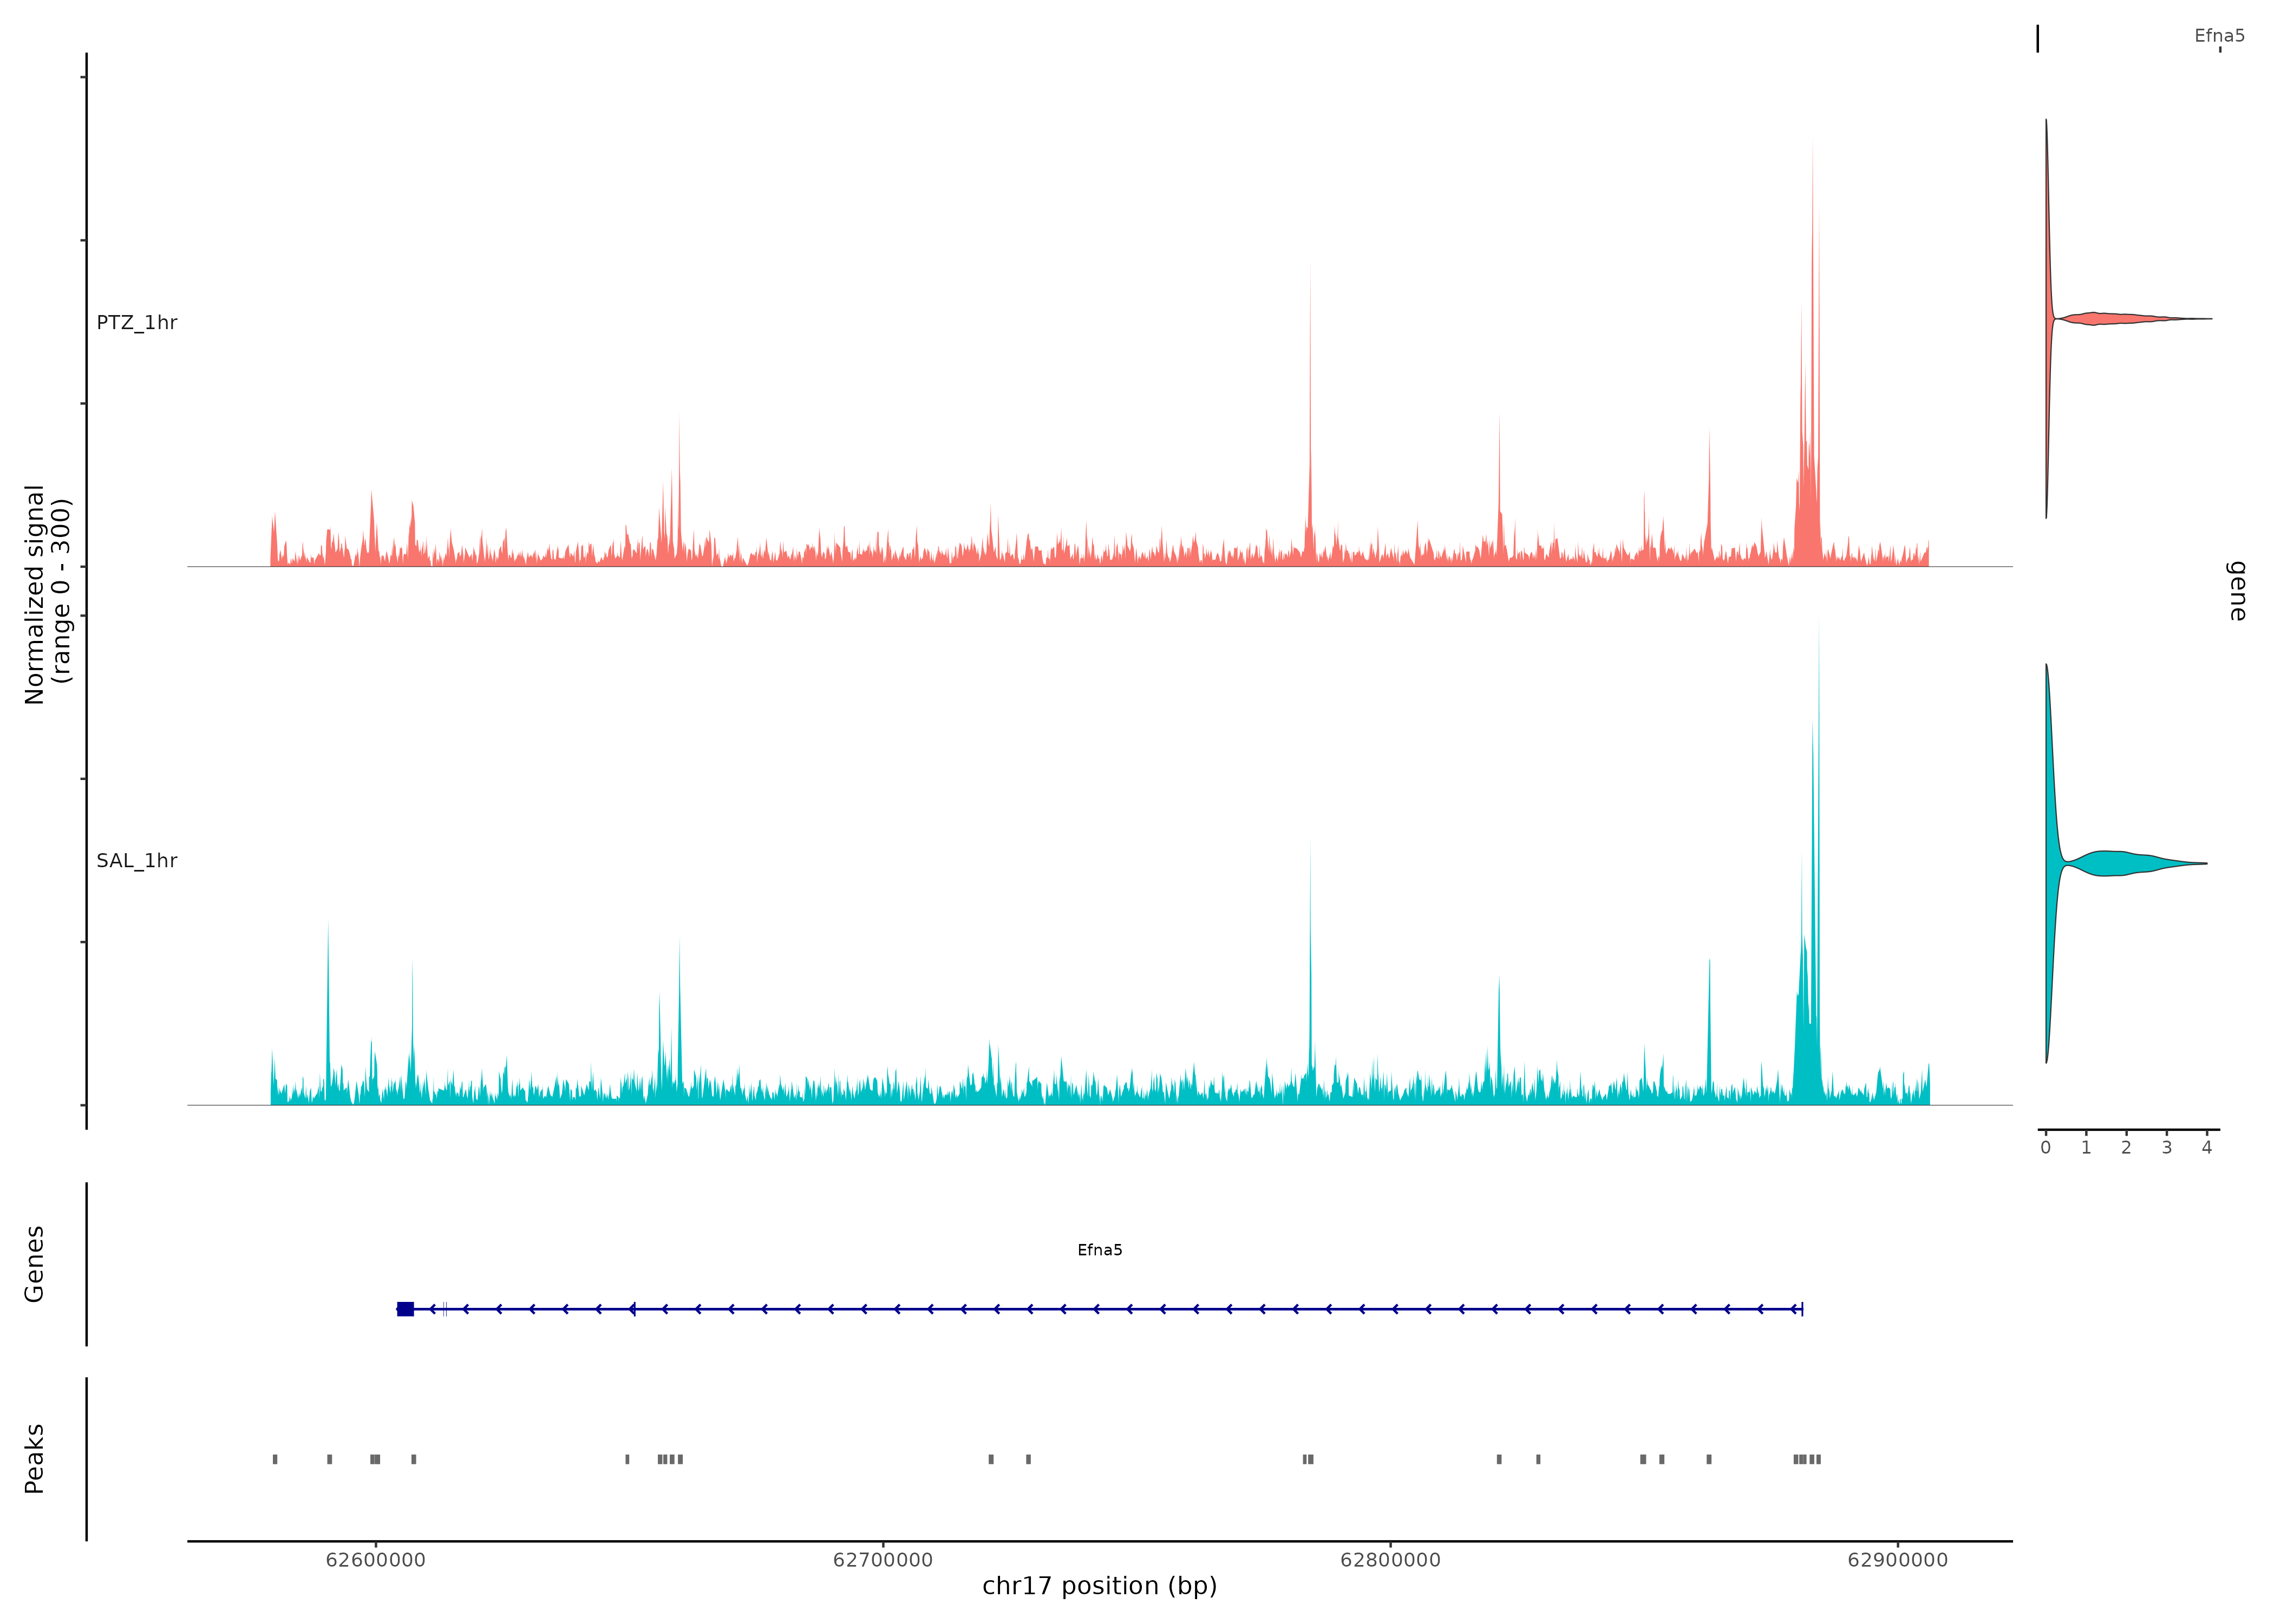 Efna5
PTZ_1hr
Normalized signal
(range 0 - 300)
gene
SAL_1hr
0 1 2 3 4
Genes
Efna5
Peaks
62600000 62700000 62800000 62900000
chr17 position (bp)